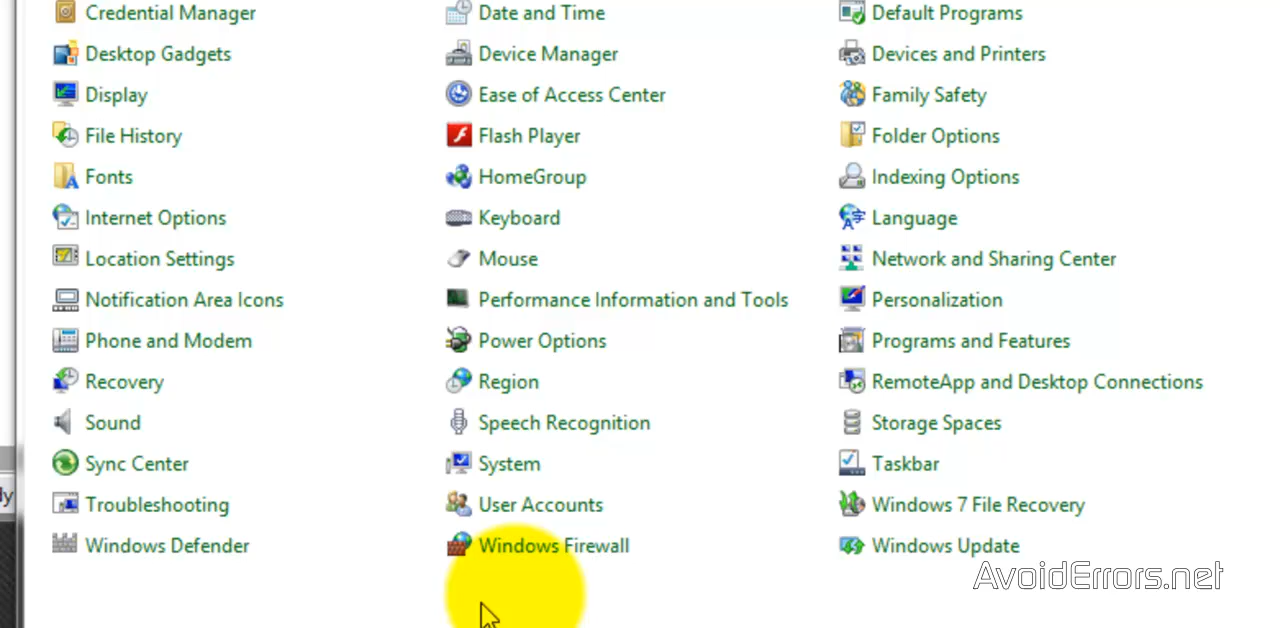 Credential Manager
Date and Time
Default Programs
Desktop Gadgets
Device Manager
Devices and Printers
Display
Ease of Access Center
Family Safety
File History
Flash Player
Folder Options
Fonts
HomeGroup
Indexing Options
Internet Options
Keyboard
Language
Location Settings
Mouse
Network and Sharing Center
Notification Area Icons
Performance Information and Tools
Personalization
Phone and Modem
Power Options
Programs and Features
Recovery
Region
RemoteApp and Desktop Connections
Sound
Speech Recognition
Storage Spaces
Sync Center
System
Taskbar
Troubleshooting
User Accounts
Windows 7 File Recovery
Windows Defender
Windows Firewall
Windows Update
AvoidErrors.net